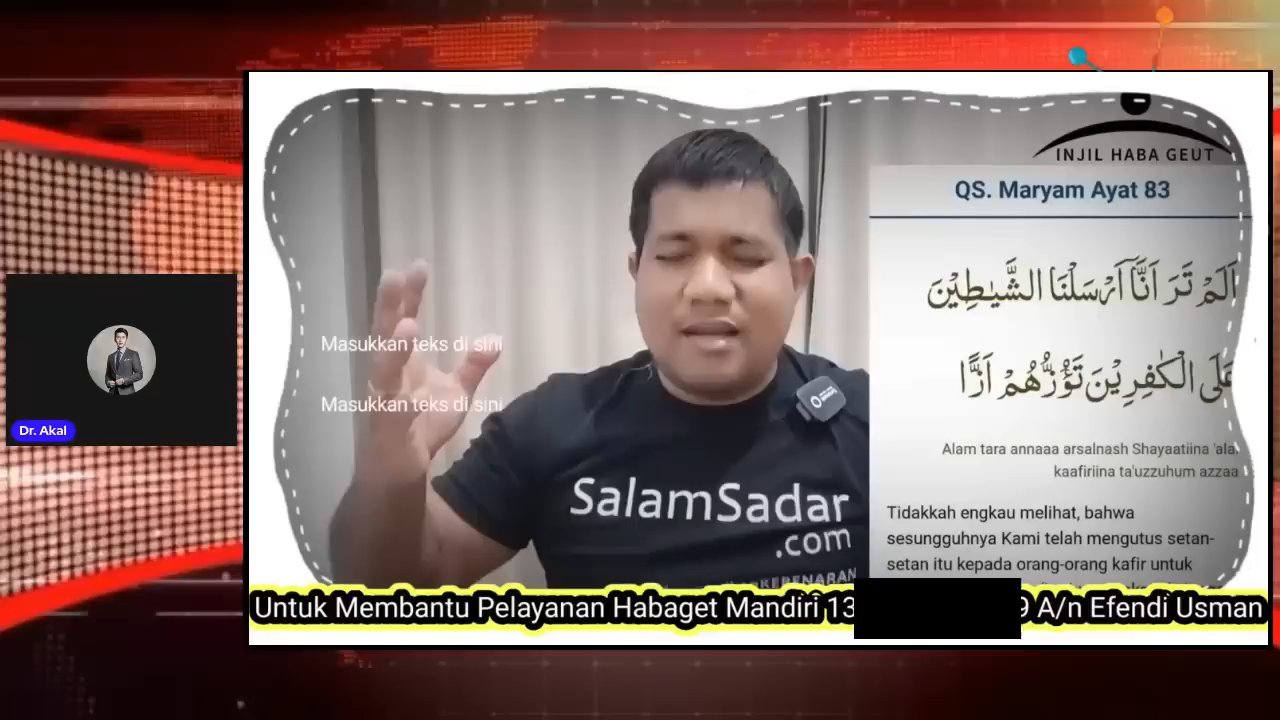 INJIL HABA GEUT
QS. Maryam Ayat 83
اَلَمْ تَرَ اَنَّآ اَرْسَلْنَا الشَّيٰطِيْنَ
عَلَى الْكٰفِرِيْنَ تَؤُزُّهُمْ اَزًّا
Alam tara annaaa arsalnash Shayaatiina 'ala
kaafiriina ta'uzzuhum azzaa
Tidakkah engkau melihat, bahwa
sesungguhnya Kami telah mengutus setan-
setan itu kepada orang-orang kafir untuk
Masukkan teks di sini
Masukkan teks di sini
SalamSadar
.com
KEBENARAN
Dr. Akal
Untuk Membantu Pelayanan Habaget Mandiri 13 9 A/n Efendi Usman